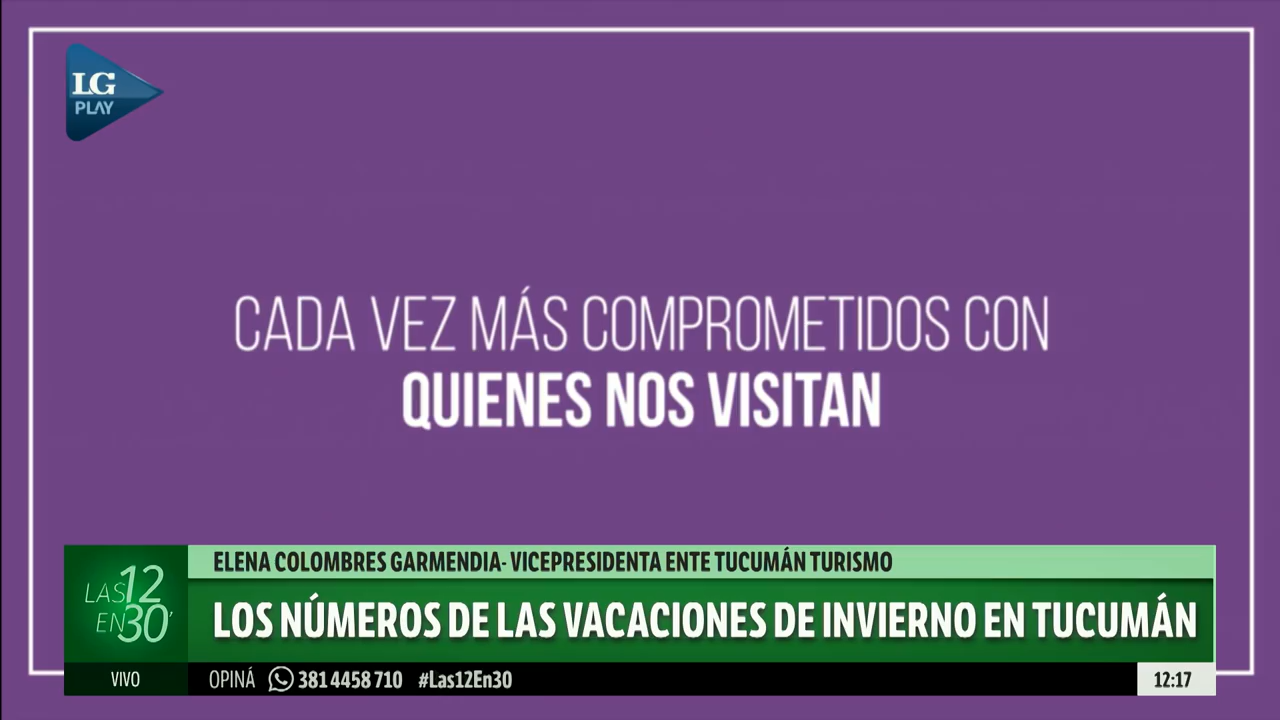 LG
PLAY
CADA VEZ MÁS COMPROMETIDOS CON
QUIENES NOS VISITAN
ELENA COLOMBRES GARMENDIA- VICEPRESIDENTA ENTE TUCUMÁN TURISMO
LAS 12
EN 30'
LOS NÚMEROS DE LAS VACACIONES DE INVIERNO EN TUCUMÁN
VIVO
OPINÁ 381 4458 710 #Las12En30
12:17